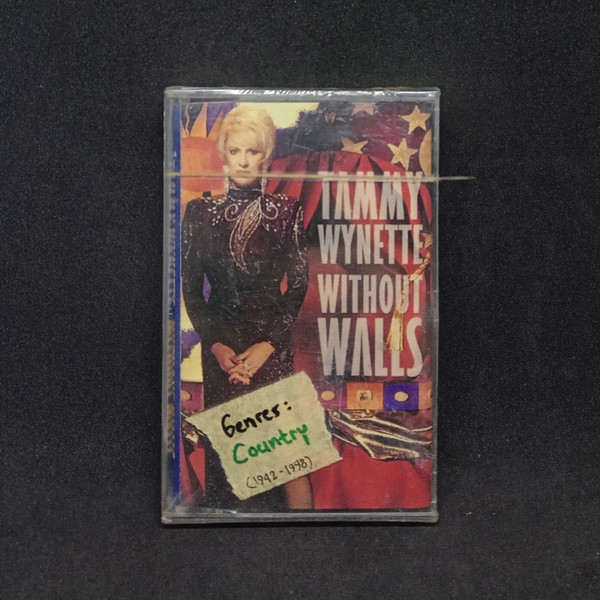 TAMMY
WYNETTE
WITHOUT
WALLS
Genres:
Country
(1942-1998)